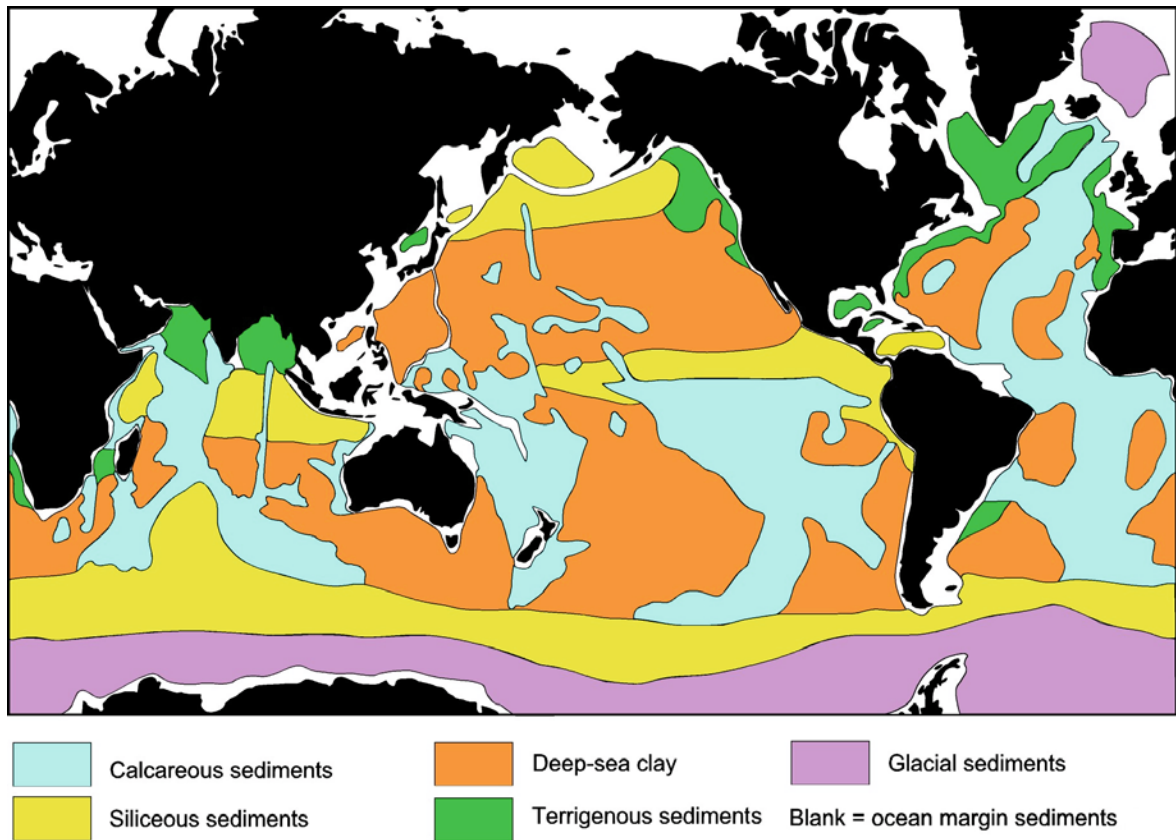 Calcareous sediments
Deep-sea clay
Glacial sediments
Siliceous sediments
Terrigenous sediments
Blank = ocean margin sediments